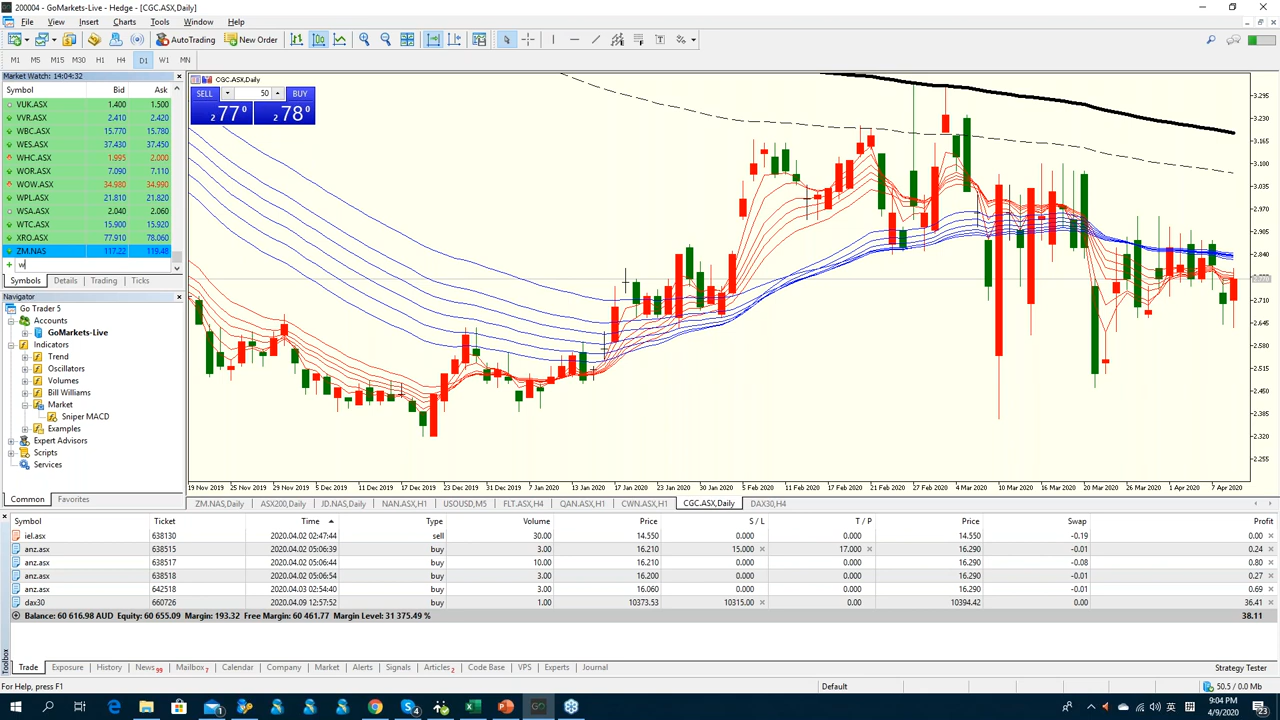 200004 - GoMarkets-Live - Hedge - [CGC.ASX,Daily]
File View Insert Charts Tools Window Help
AutoTrading New Order
M1 M5 M15 M30 H1 H4 D1 W1 MN
Market Watch: 14:04:32
Symbol Bid Ask
VUK.ASX 1.400 1.500
VVR.ASX 2.410 2.420
WBC.ASX 15.770 15.780
WES.ASX 37.430 37.450
WHC.ASX 1.995 2.000
WOR.ASX 7.090 7.110
WOW.ASX 34.980 34.990
WPL.ASX 21.810 21.820
WSA.ASX 2.040 2.060
WTC.ASX 15.900 15.920
XRO.ASX 77.910 78.060
ZM.NAS 117.22 119.48
w
Symbols Details Trading Ticks
Navigator
Go Trader 5
Accounts
GoMarkets-Live
Indicators
Trend
Oscillators
Volumes
Bill Williams
Market
Sniper MACD
Examples
Expert Advisors
Scripts
Services
Common Favorites
CGC.ASX,Daily
SELL 50 BUY
2 77 0 2 78 0
3.295
3.230
3.165
3.100
3.035
2.970
2.905
2.840
2.770
2.710
2.645
2.580
2.515
2.450
2.385
2.320
2.255
19 Nov 2019 25 Nov 2019 29 Nov 2019 5 Dec 2019 11 Dec 2019 17 Dec 2019 23 Dec 2019 30 Dec 2019 7 Jan 2020 13 Jan 2020 17 Jan 2020 24 Jan 2020 30 Jan 2020 5 Feb 2020 11 Feb 2020 17 Feb 2020 21 Feb 2020 27 Feb 2020 4 Mar 2020 10 Mar 2020 16 Mar 2020 20 Mar 2020 26 Mar 2020 1 Apr 2020 7 Apr 2020
ZM.NAS,Daily ASX200,Daily JD.NAS,Daily NAN.ASX,H1 USOUSD,M5 FLT.ASX,H4 QAN.ASX,H1 CWN.ASX,H1 CGC.ASX,Daily DAX30,H4
Symbol Ticket Time Type Volume Price S / L T / P Price Swap Profit
iel.asx 638130 2020.04.02 02:47:44 sell 30.00 14.550 0.000 0.000 14.550 -0.19 0.00
anz.asx 638515 2020.04.02 05:06:39 buy 3.00 16.210 15.000 17.000 16.290 -0.01 0.24
anz.asx 638517 2020.04.02 05:06:44 buy 10.00 16.210 0.000 0.000 16.290 -0.08 0.80
anz.asx 638518 2020.04.02 05:06:54 buy 3.00 16.200 0.000 0.000 16.290 -0.01 0.27
anz.asx 642518 2020.04.03 02:54:40 buy 3.00 16.060 0.000 0.000 16.290 -0.01 0.69
dax30 660726 2020.04.09 12:57:52 buy 1.00 10373.53 10315.00 0.00 10394.42 0.00 36.41
Balance: 60 616.98 AUD Equity: 60 655.09 Margin: 193.32 Free Margin: 60 461.77 Margin Level: 31 375.49 % 38.11
Toolbox
Trade Exposure History News 99 Mailbox 7 Calendar Company Market Alerts Signals Articles 2 Code Base VPS Experts Journal Strategy Tester
For Help, press F1 Default 50.5 / 0.0 Mb
9:04 PM
4/9/2020